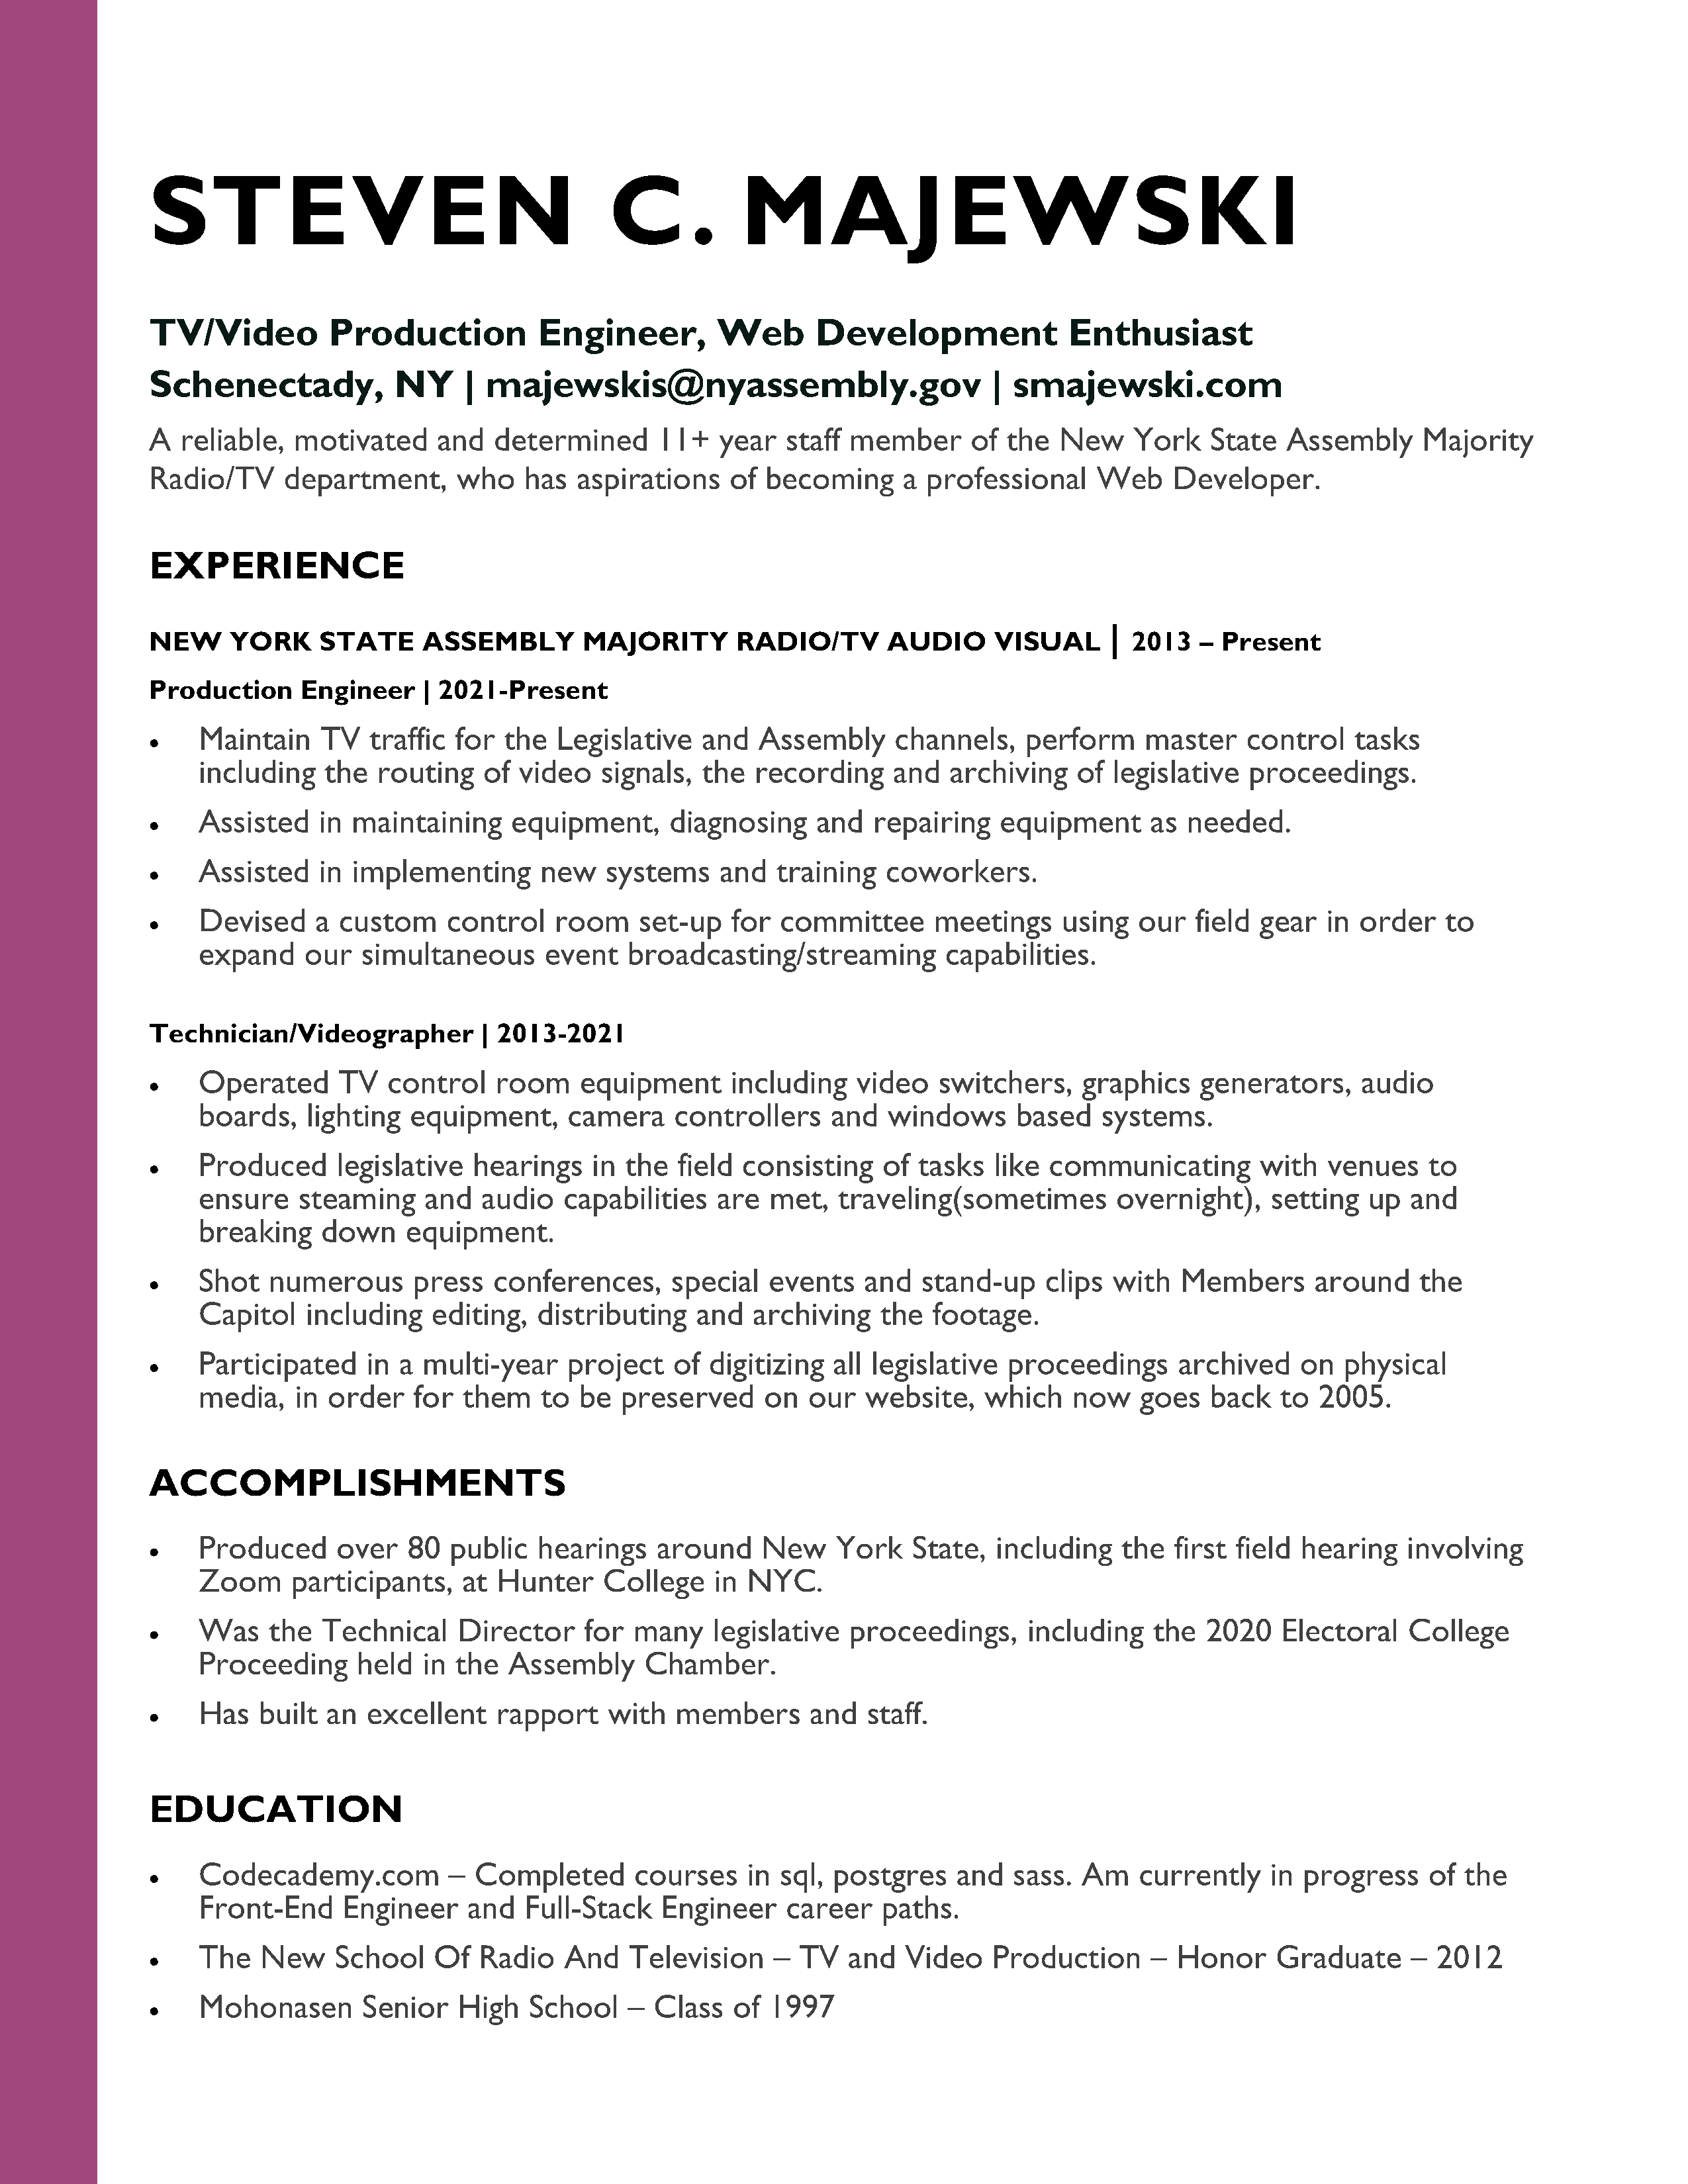 STEVEN C. MAJEWSKI
TV/Video Production Engineer, Web Development Enthusiast
Schenectady, NY | majewskis@nyassembly.gov | smajewski.com
A reliable, motivated and determined 11+ year staff member of the New York State Assembly Majority
Radio/TV department, who has aspirations of becoming a professional Web Developer.
EXPERIENCE
NEW YORK STATE ASSEMBLY MAJORITY RADIO/TV AUDIO VISUAL | 2013 – Present
Production Engineer | 2021-Present
• Maintain TV traffic for the Legislative and Assembly channels, perform master control tasks
including the routing of video signals, the recording and archiving of legislative proceedings.
• Assisted in maintaining equipment, diagnosing and repairing equipment as needed.
• Assisted in implementing new systems and training coworkers.
• Devised a custom control room set-up for committee meetings using our field gear in order to
expand our simultaneous event broadcasting/streaming capabilities.
Technician/Videographer | 2013-2021
• Operated TV control room equipment including video switchers, graphics generators, audio
boards, lighting equipment, camera controllers and windows based systems.
• Produced legislative hearings in the field consisting of tasks like communicating with venues to
ensure steaming and audio capabilities are met, traveling(sometimes overnight), setting up and
breaking down equipment.
• Shot numerous press conferences, special events and stand-up clips with Members around the
Capitol including editing, distributing and archiving the footage.
• Participated in a multi-year project of digitizing all legislative proceedings archived on physical
media, in order for them to be preserved on our website, which now goes back to 2005.
ACCOMPLISHMENTS
• Produced over 80 public hearings around New York State, including the first field hearing involving
Zoom participants, at Hunter College in NYC.
• Was the Technical Director for many legislative proceedings, including the 2020 Electoral College
Proceeding held in the Assembly Chamber.
• Has built an excellent rapport with members and staff.
EDUCATION
• Codecademy.com – Completed courses in sql, postgres and sass. Am currently in progress of the
Front-End Engineer and Full-Stack Engineer career paths.
• The New School Of Radio And Television – TV and Video Production – Honor Graduate – 2012
• Mohonasen Senior High School – Class of 1997